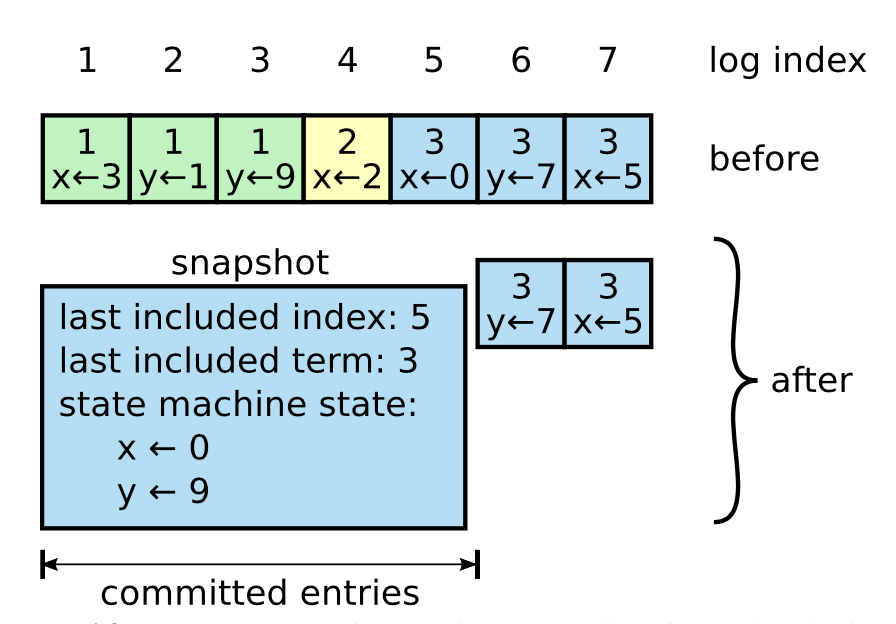 1 2 3 4 5 6 7 log index
1 1 1 2 3 3 3
x←3 y←1 y←9 x←2 x←0 y←7 x←5
before
snapshot
last included index: 5
last included term: 3
state machine state:
x ← 0
y ← 9
3 3
y←7 x←5
after
committed entries